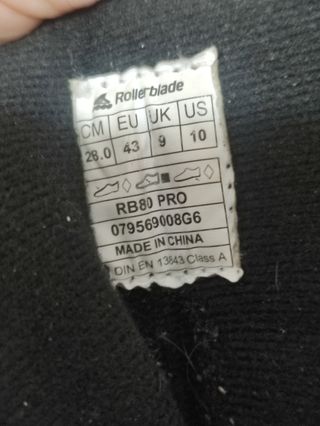 Rollerblade
CM EU UK US
28.0 43 9 10
RB80 PRO
079569008G6
MADE IN CHINA
DIN EN 13843 Class A